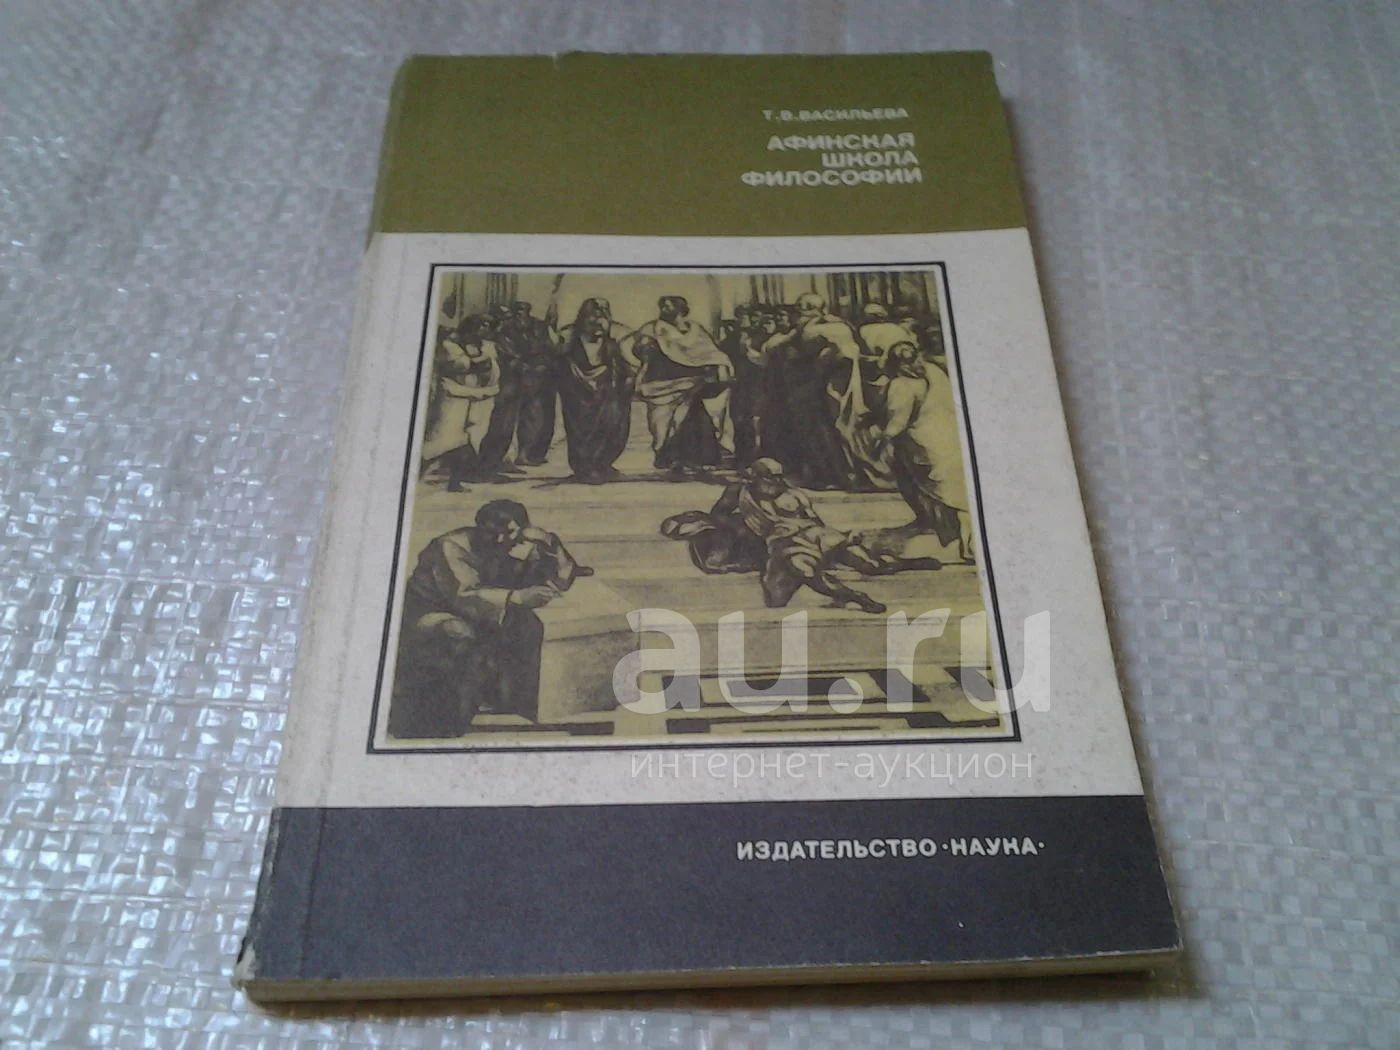 Т.В.ВАСИЛЬЕВА
АФИНСКАЯ
ШКОЛА
ФИЛОСОФИИ
au.ru
интернет-аукцион
ИЗДАТЕЛЬСТВО·НАУКА·